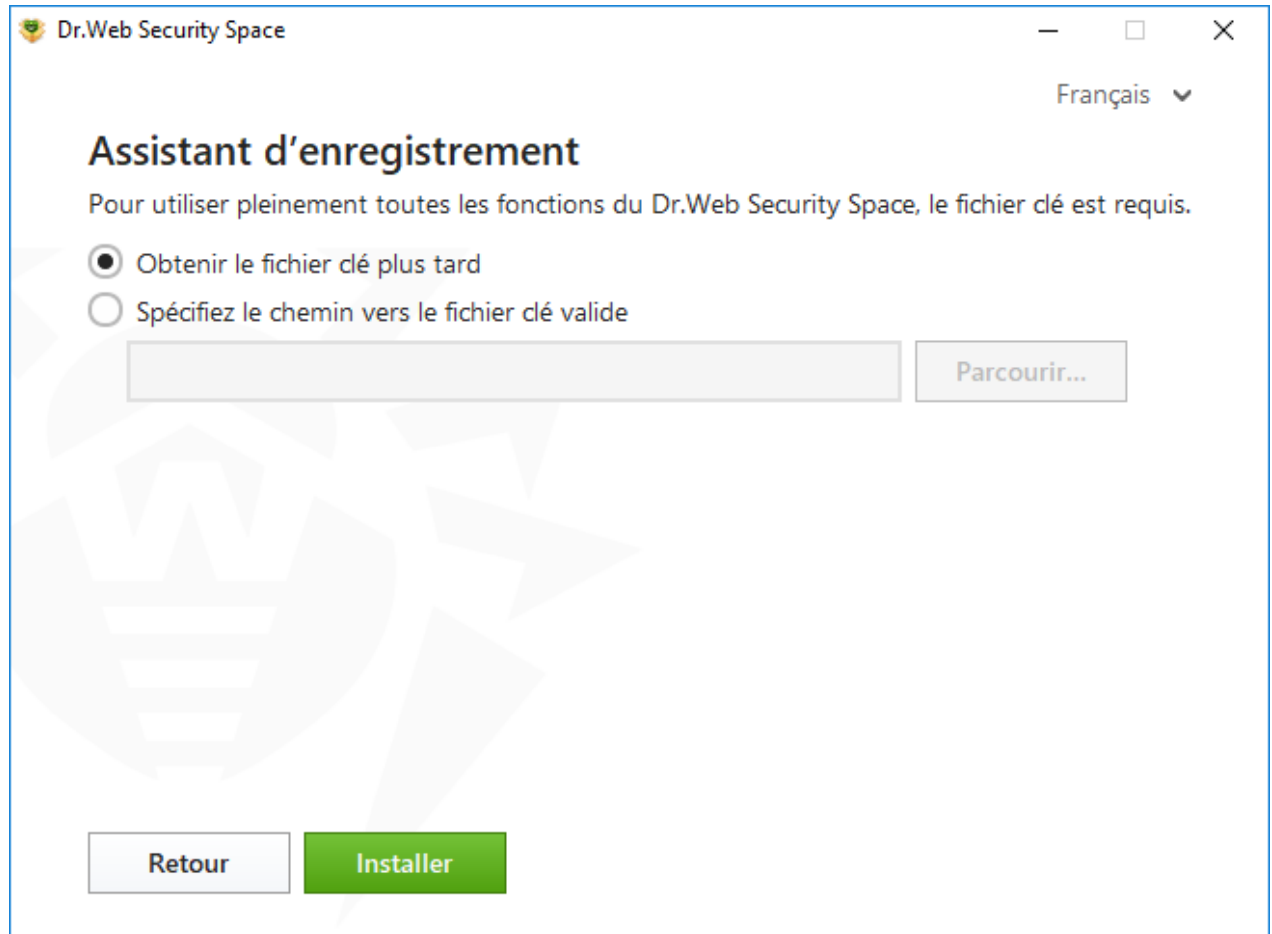 Dr.Web Security Space
Français
Assistant d’enregistrement
Pour utiliser pleinement toutes les fonctions du Dr.Web Security Space, le fichier clé est requis.
Obtenir le fichier clé plus tard
Spécifiez le chemin vers le fichier clé valide
Parcourir...
Retour
Installer